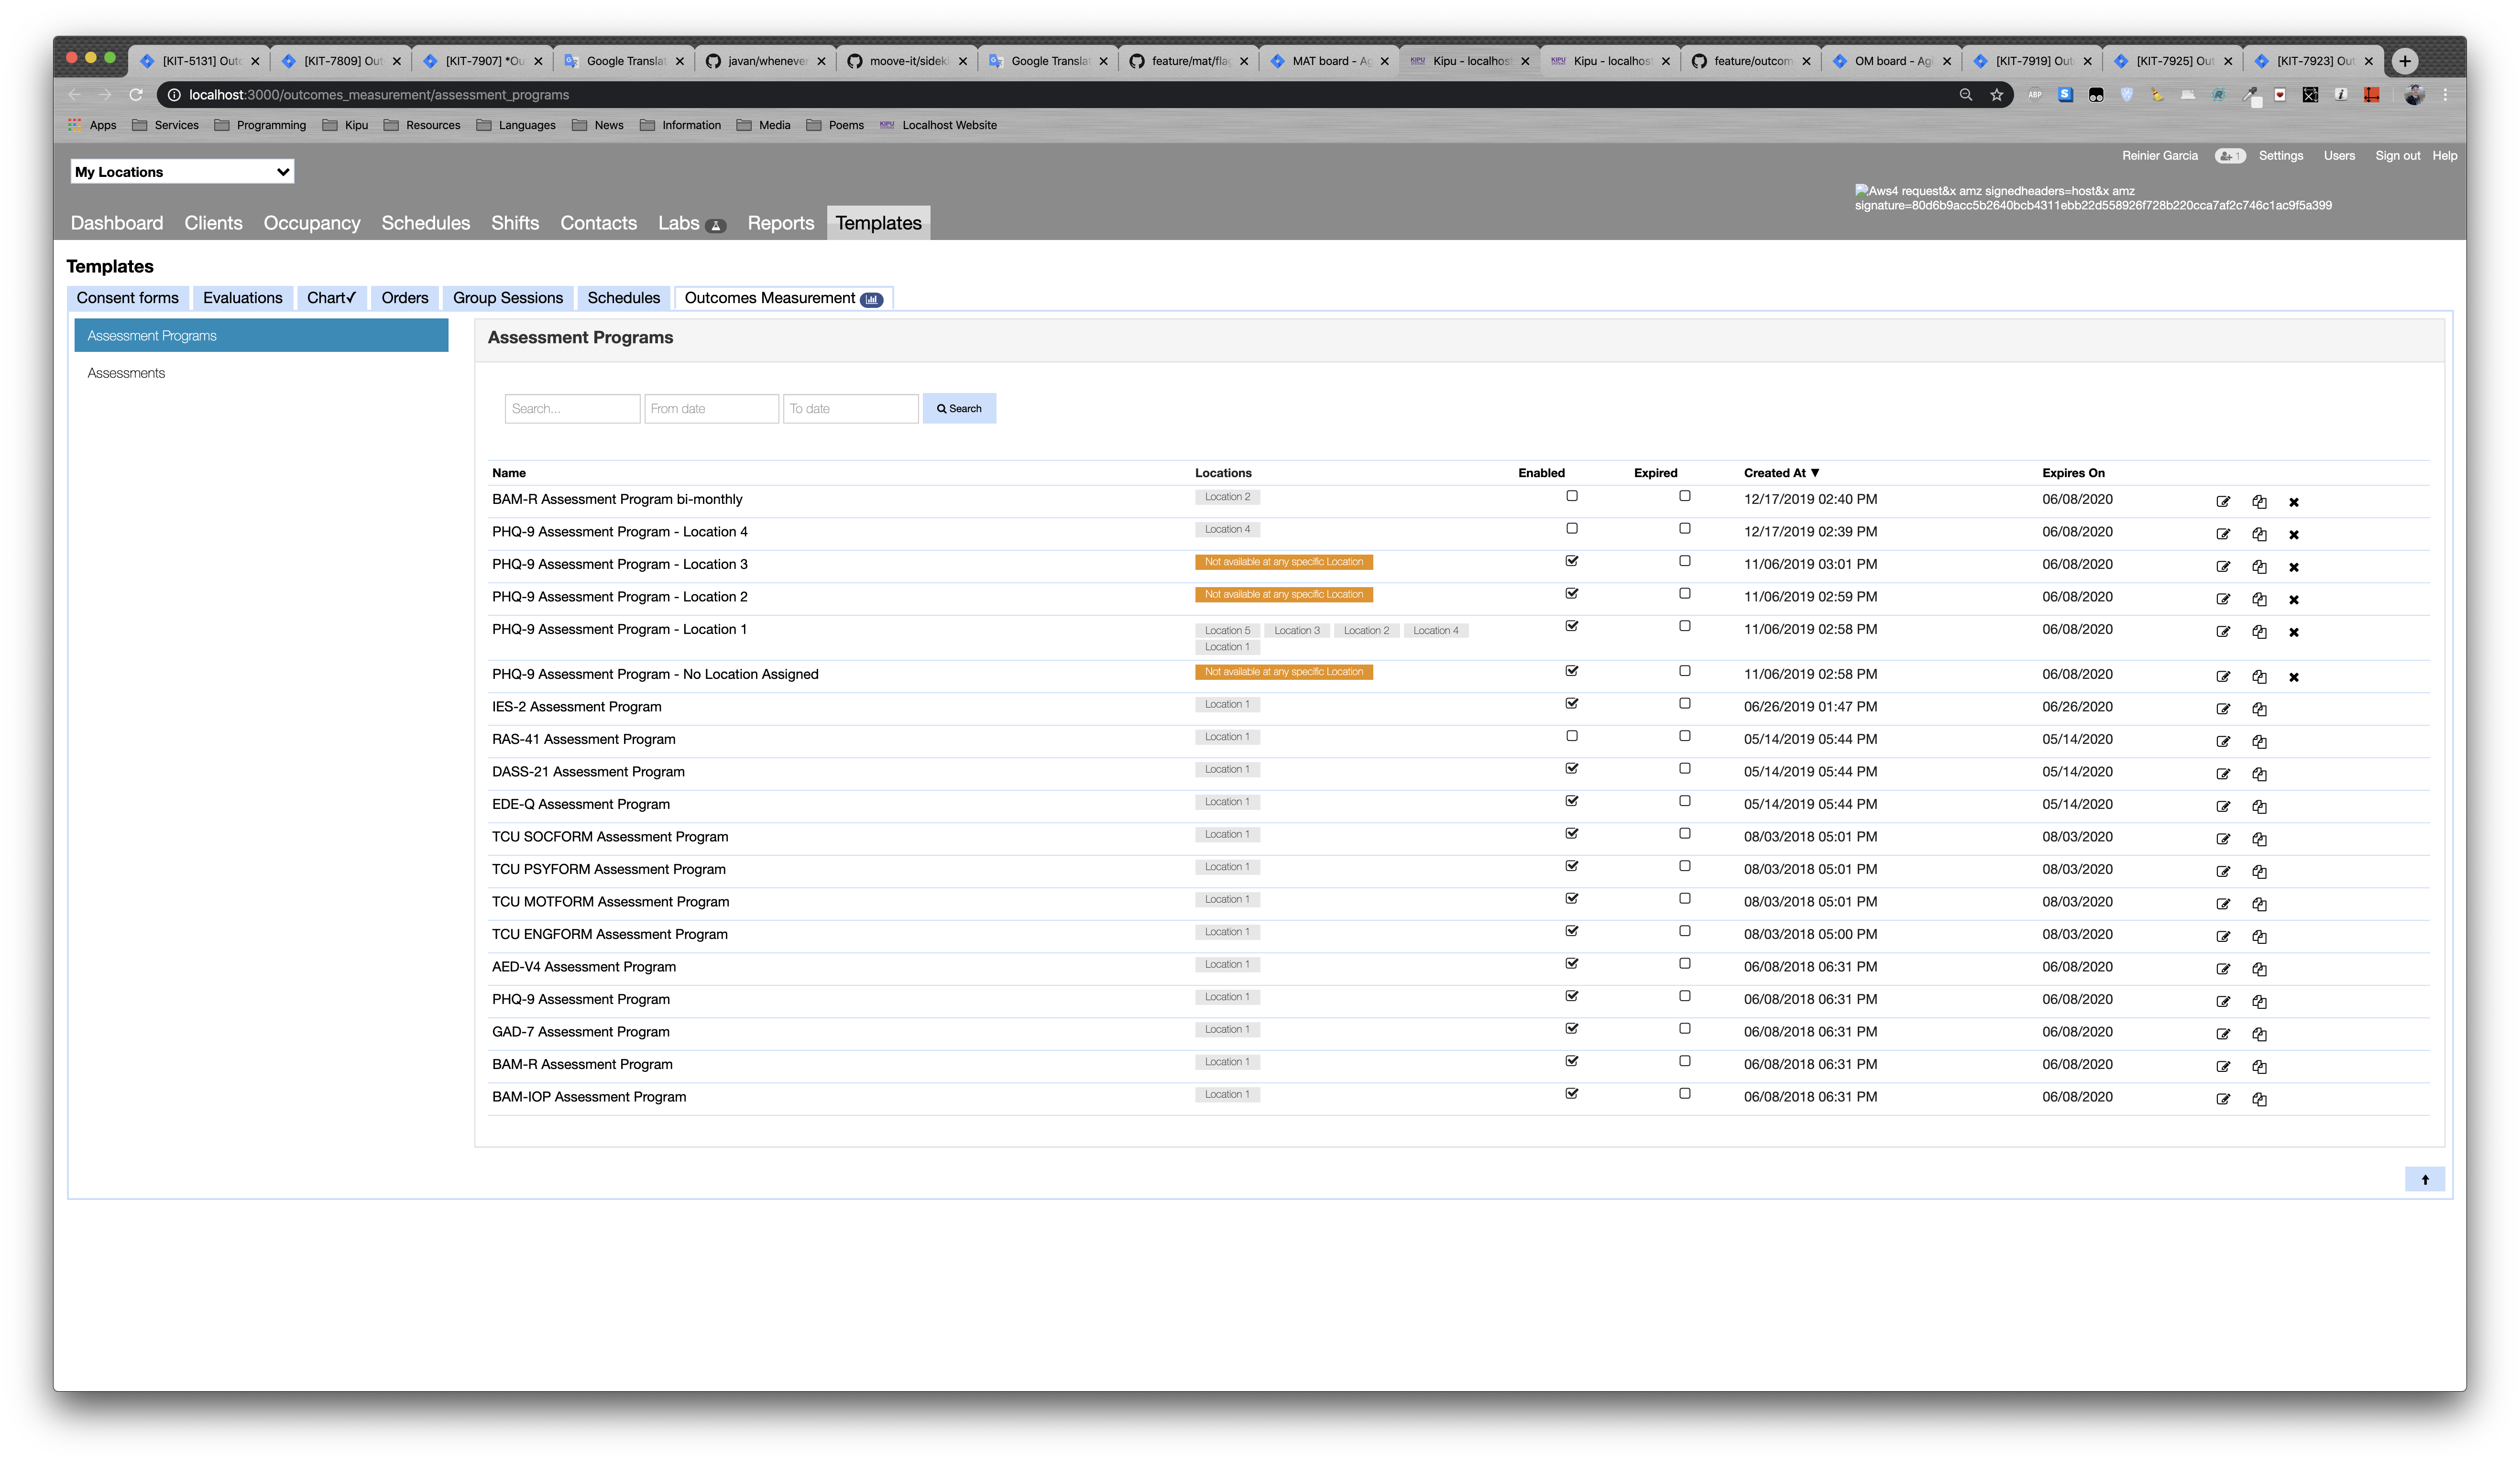 [KIT-5131] Outc
[KIT-7809] Out
[KIT-7907] *Ou
Google Translat
javan/whenever
moove-it/sideki
Google Translat
feature/mat/flag
MAT board - Ag
Kipu - localhost
Kipu - localhost
feature/outcom
OM board - Agi
[KIT-7919] Out
[KIT-7925] Out
[KIT-7923] Out
localhost:3000/outcomes_measurement/assessment_programs
ABP
Apps Services Programming Kipu Resources Languages News Information Media Poems KIPU Localhost Website
My Locations
Reinier Garcia 1 Settings Users Sign out Help
Aws4 request&x amz signedheaders=host&x amz
signature=80d6b9acc5b2640bcb4311ebb22d558926f728b220cca7af2c746c1ac9f5a399
Dashboard Clients Occupancy Schedules Shifts Contacts Labs Reports Templates
Templates
Consent forms Evaluations Chart✓ Orders Group Sessions Schedules Outcomes Measurement
Assessment Programs
Assessments
Assessment Programs
Search... From date To date Search
Name Locations Enabled Expired Created At ▼ Expires On
BAM-R Assessment Program bi-monthly Location 2 12/17/2019 02:40 PM 06/08/2020
PHQ-9 Assessment Program - Location 4 Location 4 12/17/2019 02:39 PM 06/08/2020
PHQ-9 Assessment Program - Location 3 Not available at any specific Location 11/06/2019 03:01 PM 06/08/2020
PHQ-9 Assessment Program - Location 2 Not available at any specific Location 11/06/2019 02:59 PM 06/08/2020
PHQ-9 Assessment Program - Location 1 Location 5 Location 3 Location 2 Location 4 11/06/2019 02:58 PM 06/08/2020
Location 1
PHQ-9 Assessment Program - No Location Assigned Not available at any specific Location 11/06/2019 02:58 PM 06/08/2020
IES-2 Assessment Program Location 1 06/26/2019 01:47 PM 06/26/2020
RAS-41 Assessment Program Location 1 05/14/2019 05:44 PM 05/14/2020
DASS-21 Assessment Program Location 1 05/14/2019 05:44 PM 05/14/2020
EDE-Q Assessment Program Location 1 05/14/2019 05:44 PM 05/14/2020
TCU SOCFORM Assessment Program Location 1 08/03/2018 05:01 PM 08/03/2020
TCU PSYFORM Assessment Program Location 1 08/03/2018 05:01 PM 08/03/2020
TCU MOTFORM Assessment Program Location 1 08/03/2018 05:01 PM 08/03/2020
TCU ENGFORM Assessment Program Location 1 08/03/2018 05:00 PM 08/03/2020
AED-V4 Assessment Program Location 1 06/08/2018 06:31 PM 06/08/2020
PHQ-9 Assessment Program Location 1 06/08/2018 06:31 PM 06/08/2020
GAD-7 Assessment Program Location 1 06/08/2018 06:31 PM 06/08/2020
BAM-R Assessment Program Location 1 06/08/2018 06:31 PM 06/08/2020
BAM-IOP Assessment Program Location 1 06/08/2018 06:31 PM 06/08/2020